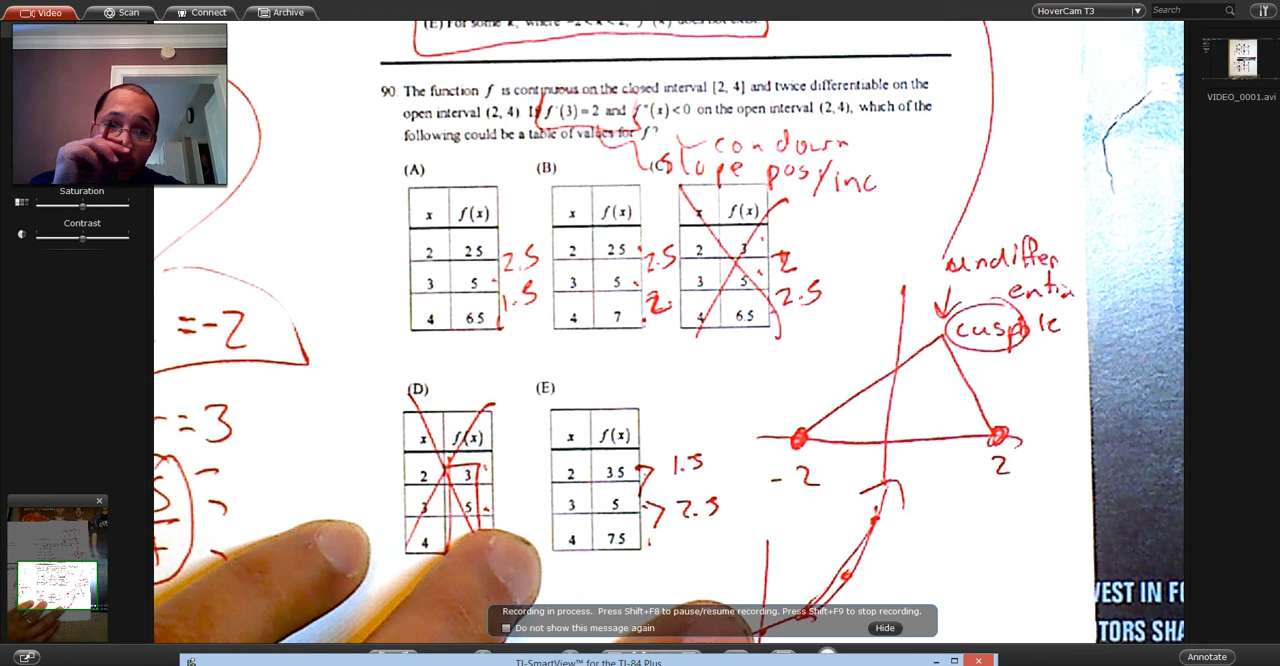 Video
Scan
Connect
Archive
HoverCam T3
Search
Saturation
Contrast
VIDEO_0001.avi
90. The function f is continuous on the closed interval [2, 4] and twice differentiable on the
open interval (2, 4) If f'(3) = 2 and f"(x) < 0 on the open interval (2, 4), which of the
following could be a table of values for f?
con down
slope pos/inc
(A)
x f(x)
2 2 5
3 5
4 6 5
2.5
1.5
(B)
x f(x)
2 2 5
3 5
4 7
2.5
2
(C)
x f(x)
2 3
3 5
4 6.5
2
2.5
(D)
x f(x)
2 3
3 5
4
(E)
x f(x)
2 3 5
3 5
4 7 5
1.5
2.5
= -2
= 3
undiffer
entia
cusp
-2
2
VEST IN F
TORS SHA
Recording in process. Press Shift+F8 to pause/resume recording. Press Shift+F9 to stop recording.
Do not show this message again
Hide
TI-SmartView™ for the TI-84 Plus
Annotate